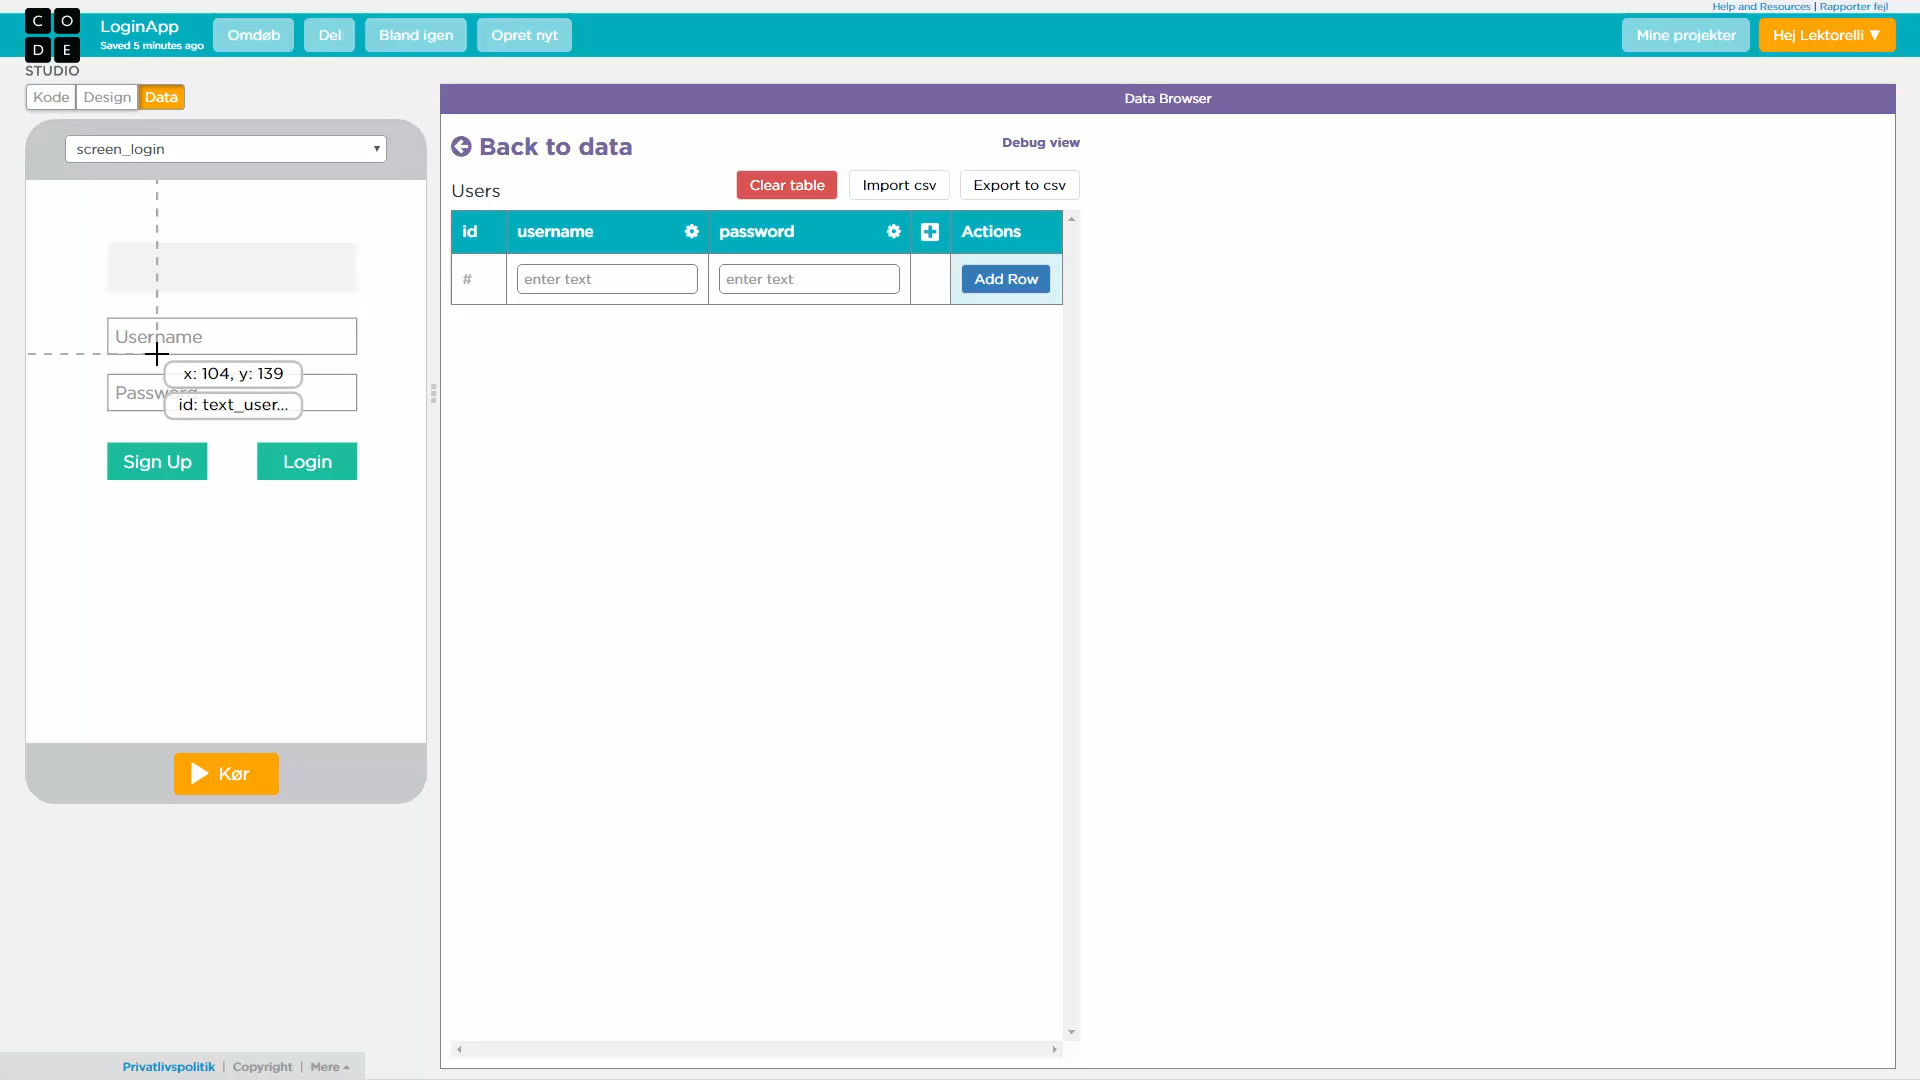 Help and Resources | Rapporter fejl
C O
D E
STUDIO
LoginApp
Saved 5 minutes ago
Omdøb
Del
Bland igen
Opret nyt
Mine projekter
Hej Lektorelli ▼
Kode
Design
Data
screen_login
Username
x: 104, y: 139
Password
id: text_user...
Sign Up
Login
Kør
Data Browser
Back to data
Debug view
Users
Clear table
Import csv
Export to csv
id
username
password
Actions
#
enter text
enter text
Add Row
Privatlivspolitik | Copyright | Mere